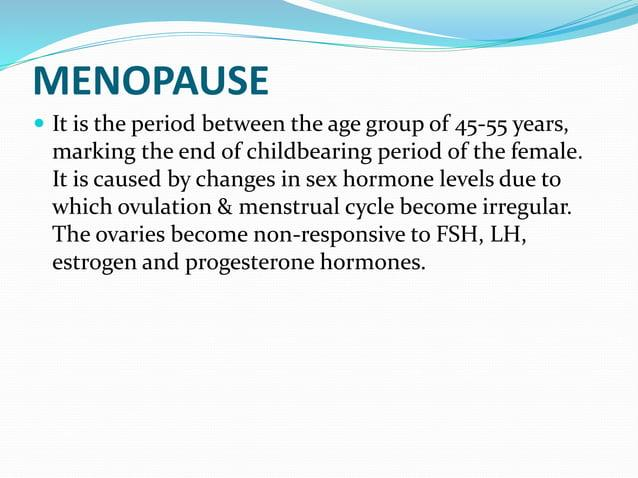 MENOPAUSE
It is the period between the age group of 45-55 years,
marking the end of childbearing period of the female.
It is caused by changes in sex hormone levels due to
which ovulation & menstrual cycle become irregular.
The ovaries become non-responsive to FSH, LH,
estrogen and progesterone hormones.